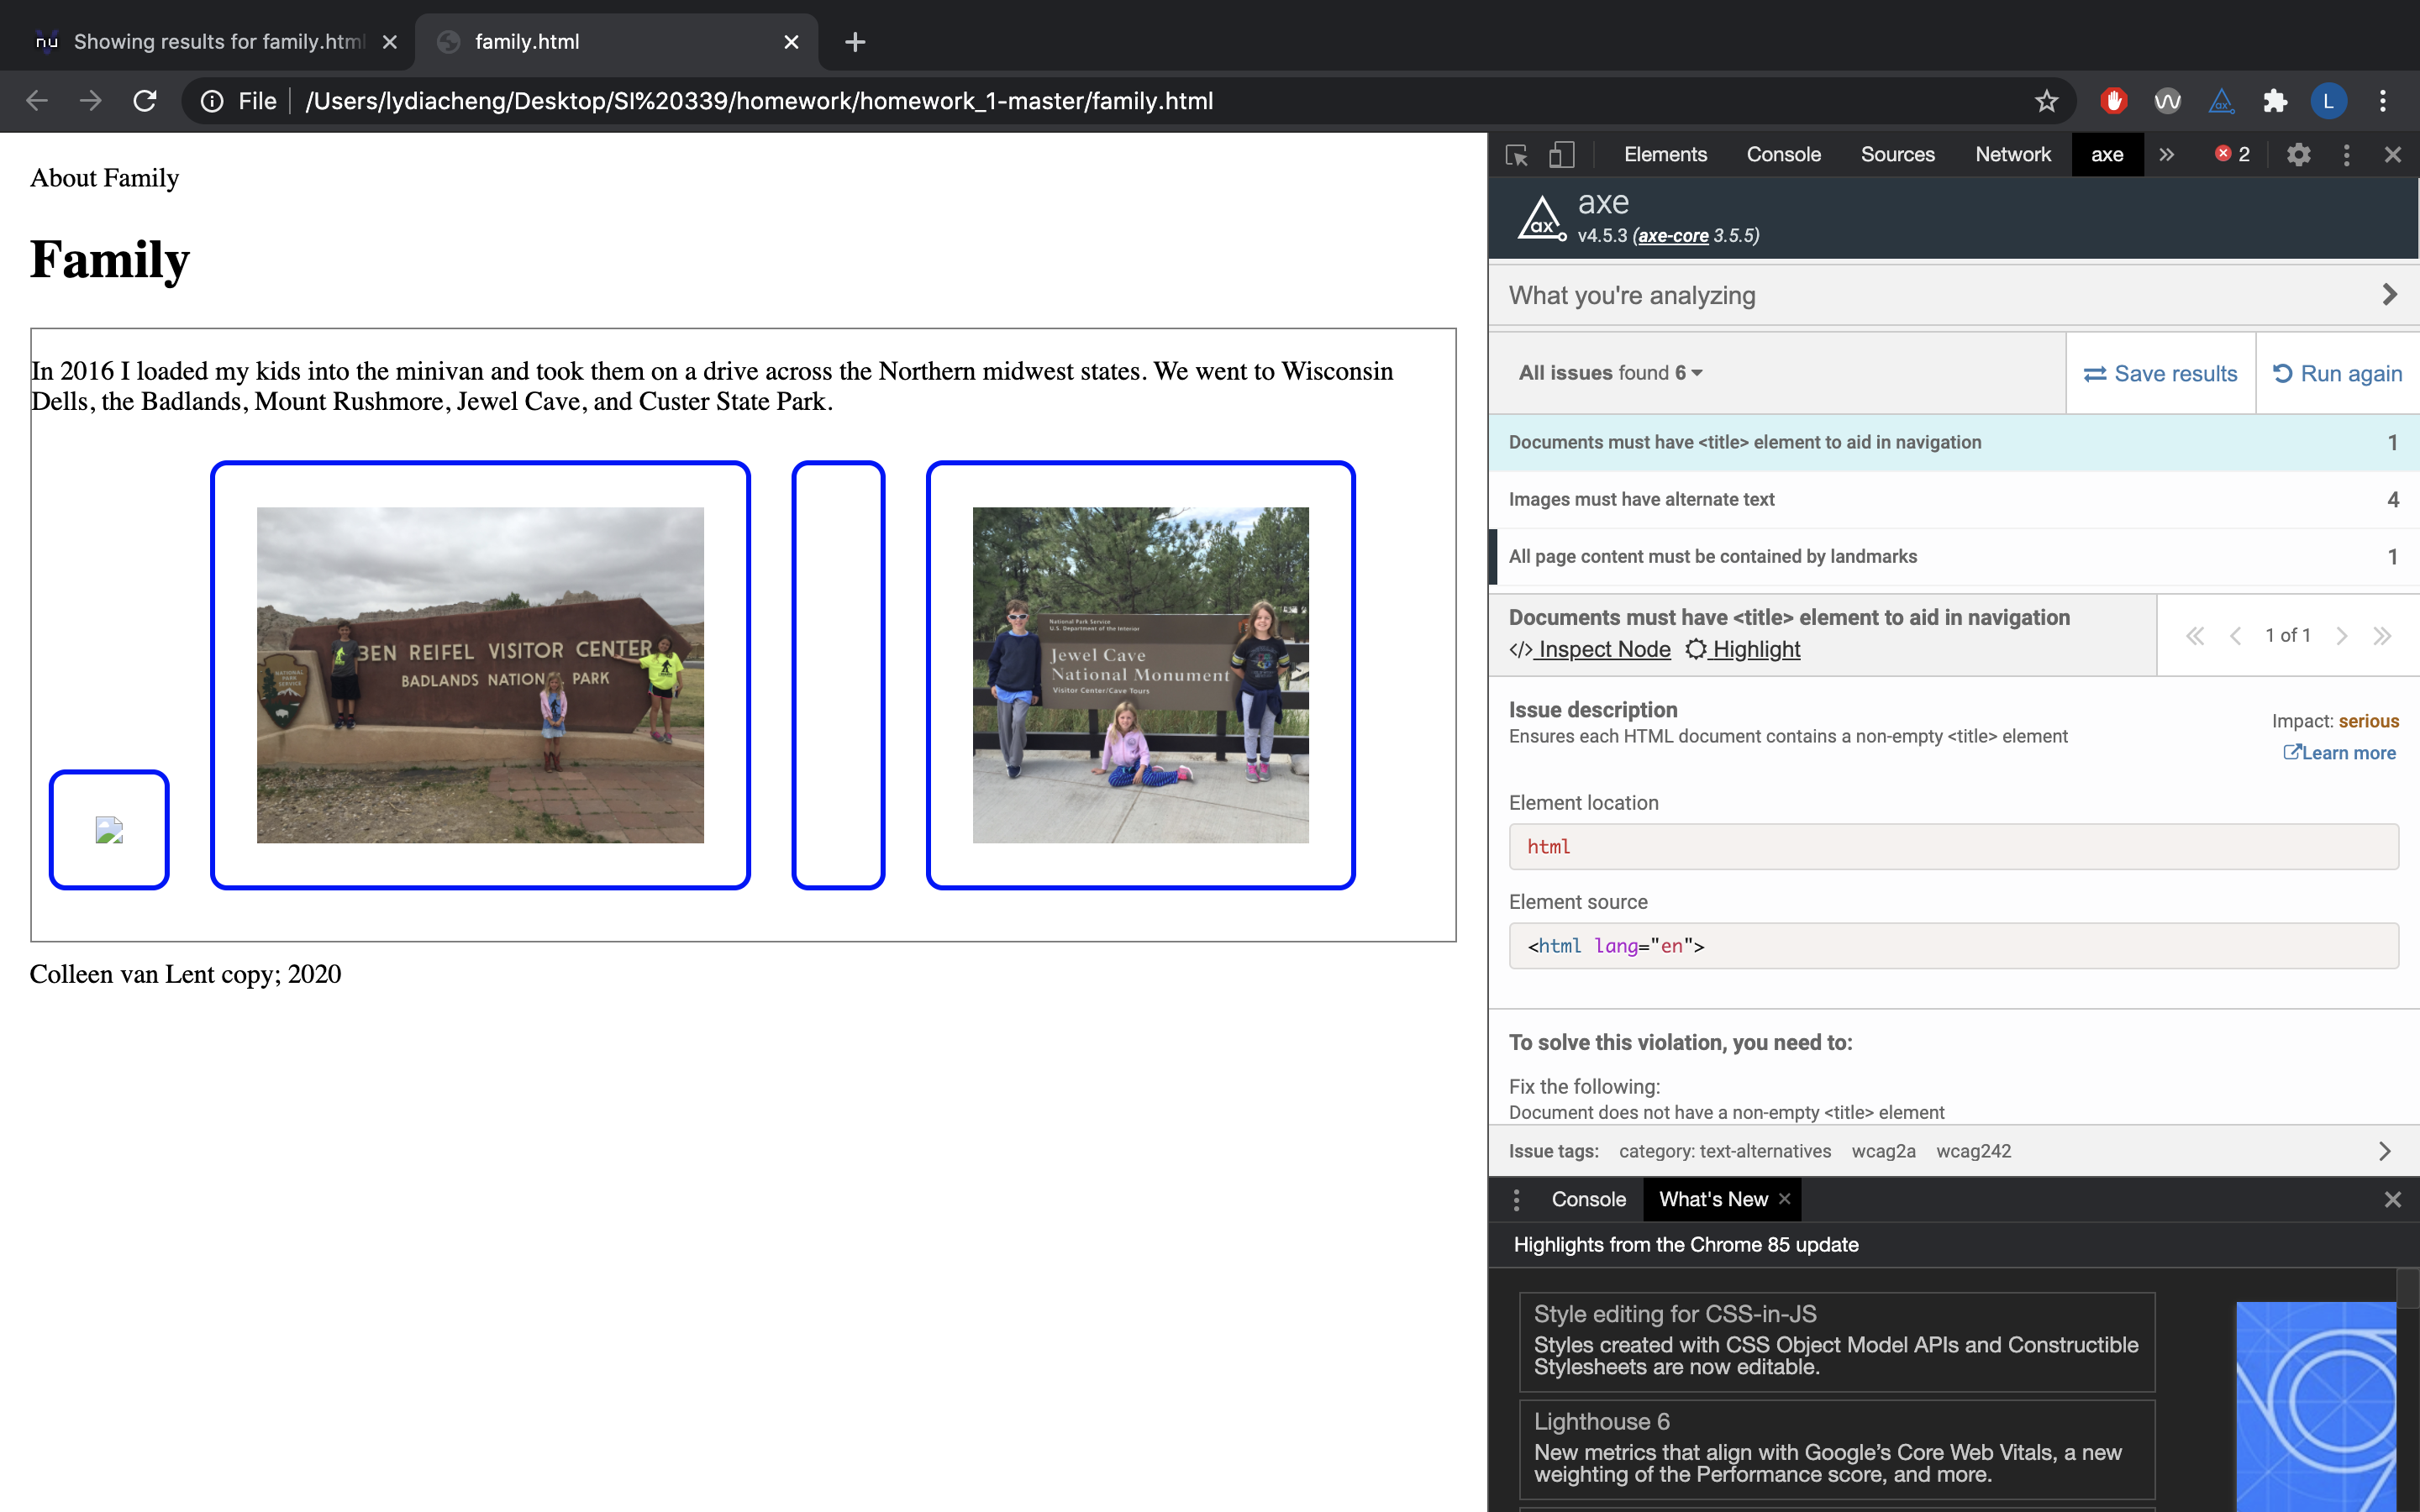 nu Showing results for family.html
family.html
File /Users/lydiacheng/Desktop/SI%20339/homework/homework_1-master/family.html
L
About Family
Family
In 2016 I loaded my kids into the minivan and took them on a drive across the Northern midwest states. We went to Wisconsin
Dells, the Badlands, Mount Rushmore, Jewel Cave, and Custer State Park.
BEN REIFEL VISITOR CENTER
BADLANDS NATION PARK
NATIONAL PARK SERVICE
National Park Service
U.S. Department of the Interior
Jewel Cave
National Monument
Visitor Center/Cave Tours
Colleen van Lent copy; 2020
Elements Console Sources Network axe 2
ax
axe
v4.5.3 (axe-core 3.5.5)
What you're analyzing
All issues found 6
Save results
Run again
Documents must have <title> element to aid in navigation 1
Images must have alternate text 4
All page content must be contained by landmarks 1
Documents must have <title> element to aid in navigation
</> Inspect Node Highlight
1 of 1
Issue description
Ensures each HTML document contains a non-empty <title> element
Impact: serious
Learn more
Element location
html
Element source
<html lang="en">
To solve this violation, you need to:
Fix the following:
Document does not have a non-empty <title> element
Issue tags: category: text-alternatives wcag2a wcag242
Console What's New
Highlights from the Chrome 85 update
Style editing for CSS-in-JS
Styles created with CSS Object Model APIs and Constructible
Stylesheets are now editable.
Lighthouse 6
New metrics that align with Google's Core Web Vitals, a new
weighting of the Performance score, and more.